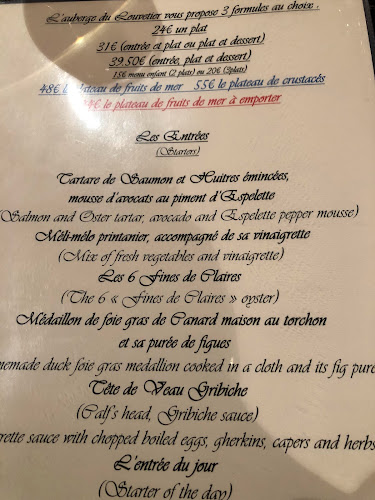 L'auberge du Louvetier vous propose 3 formules au choix :
24€ un plat
31€ (entrée et plat ou plat et dessert)
39.50€ (entrée, plat et dessert)
15€ menu enfant (2 plats) ou 20€ (3plats)
48€ le plateau de fruits de mer 55€ le plateau de crustacés
4€ le plateau de fruits de mer à emporter
Les Entrées
(Starters)
Tartare de Saumon et Huitres émincées,
mousse d'avocats au piment d'Espelette
(Salmon and Oster tartar, avocado and Espelette pepper mousse)
Méli-mélo printanier, accompagné de sa vinaigrette
(Mix of fresh vegetables and vinaigrette)
Les 6 Fines de Claires
(The 6 « Fines de Claires » oyster)
Médaillon de foie gras de Canard maison au torchon
et sa purée de figues
memade duck foie gras medallion cooked in a cloth and its fig puré
Tête de Veau Gribiche
(Calf's head, Gribiche sauce)
rette sauce with chopped boiled eggs, gherkins, capers and herbs
L'entrée du jour
(Starter of the day)